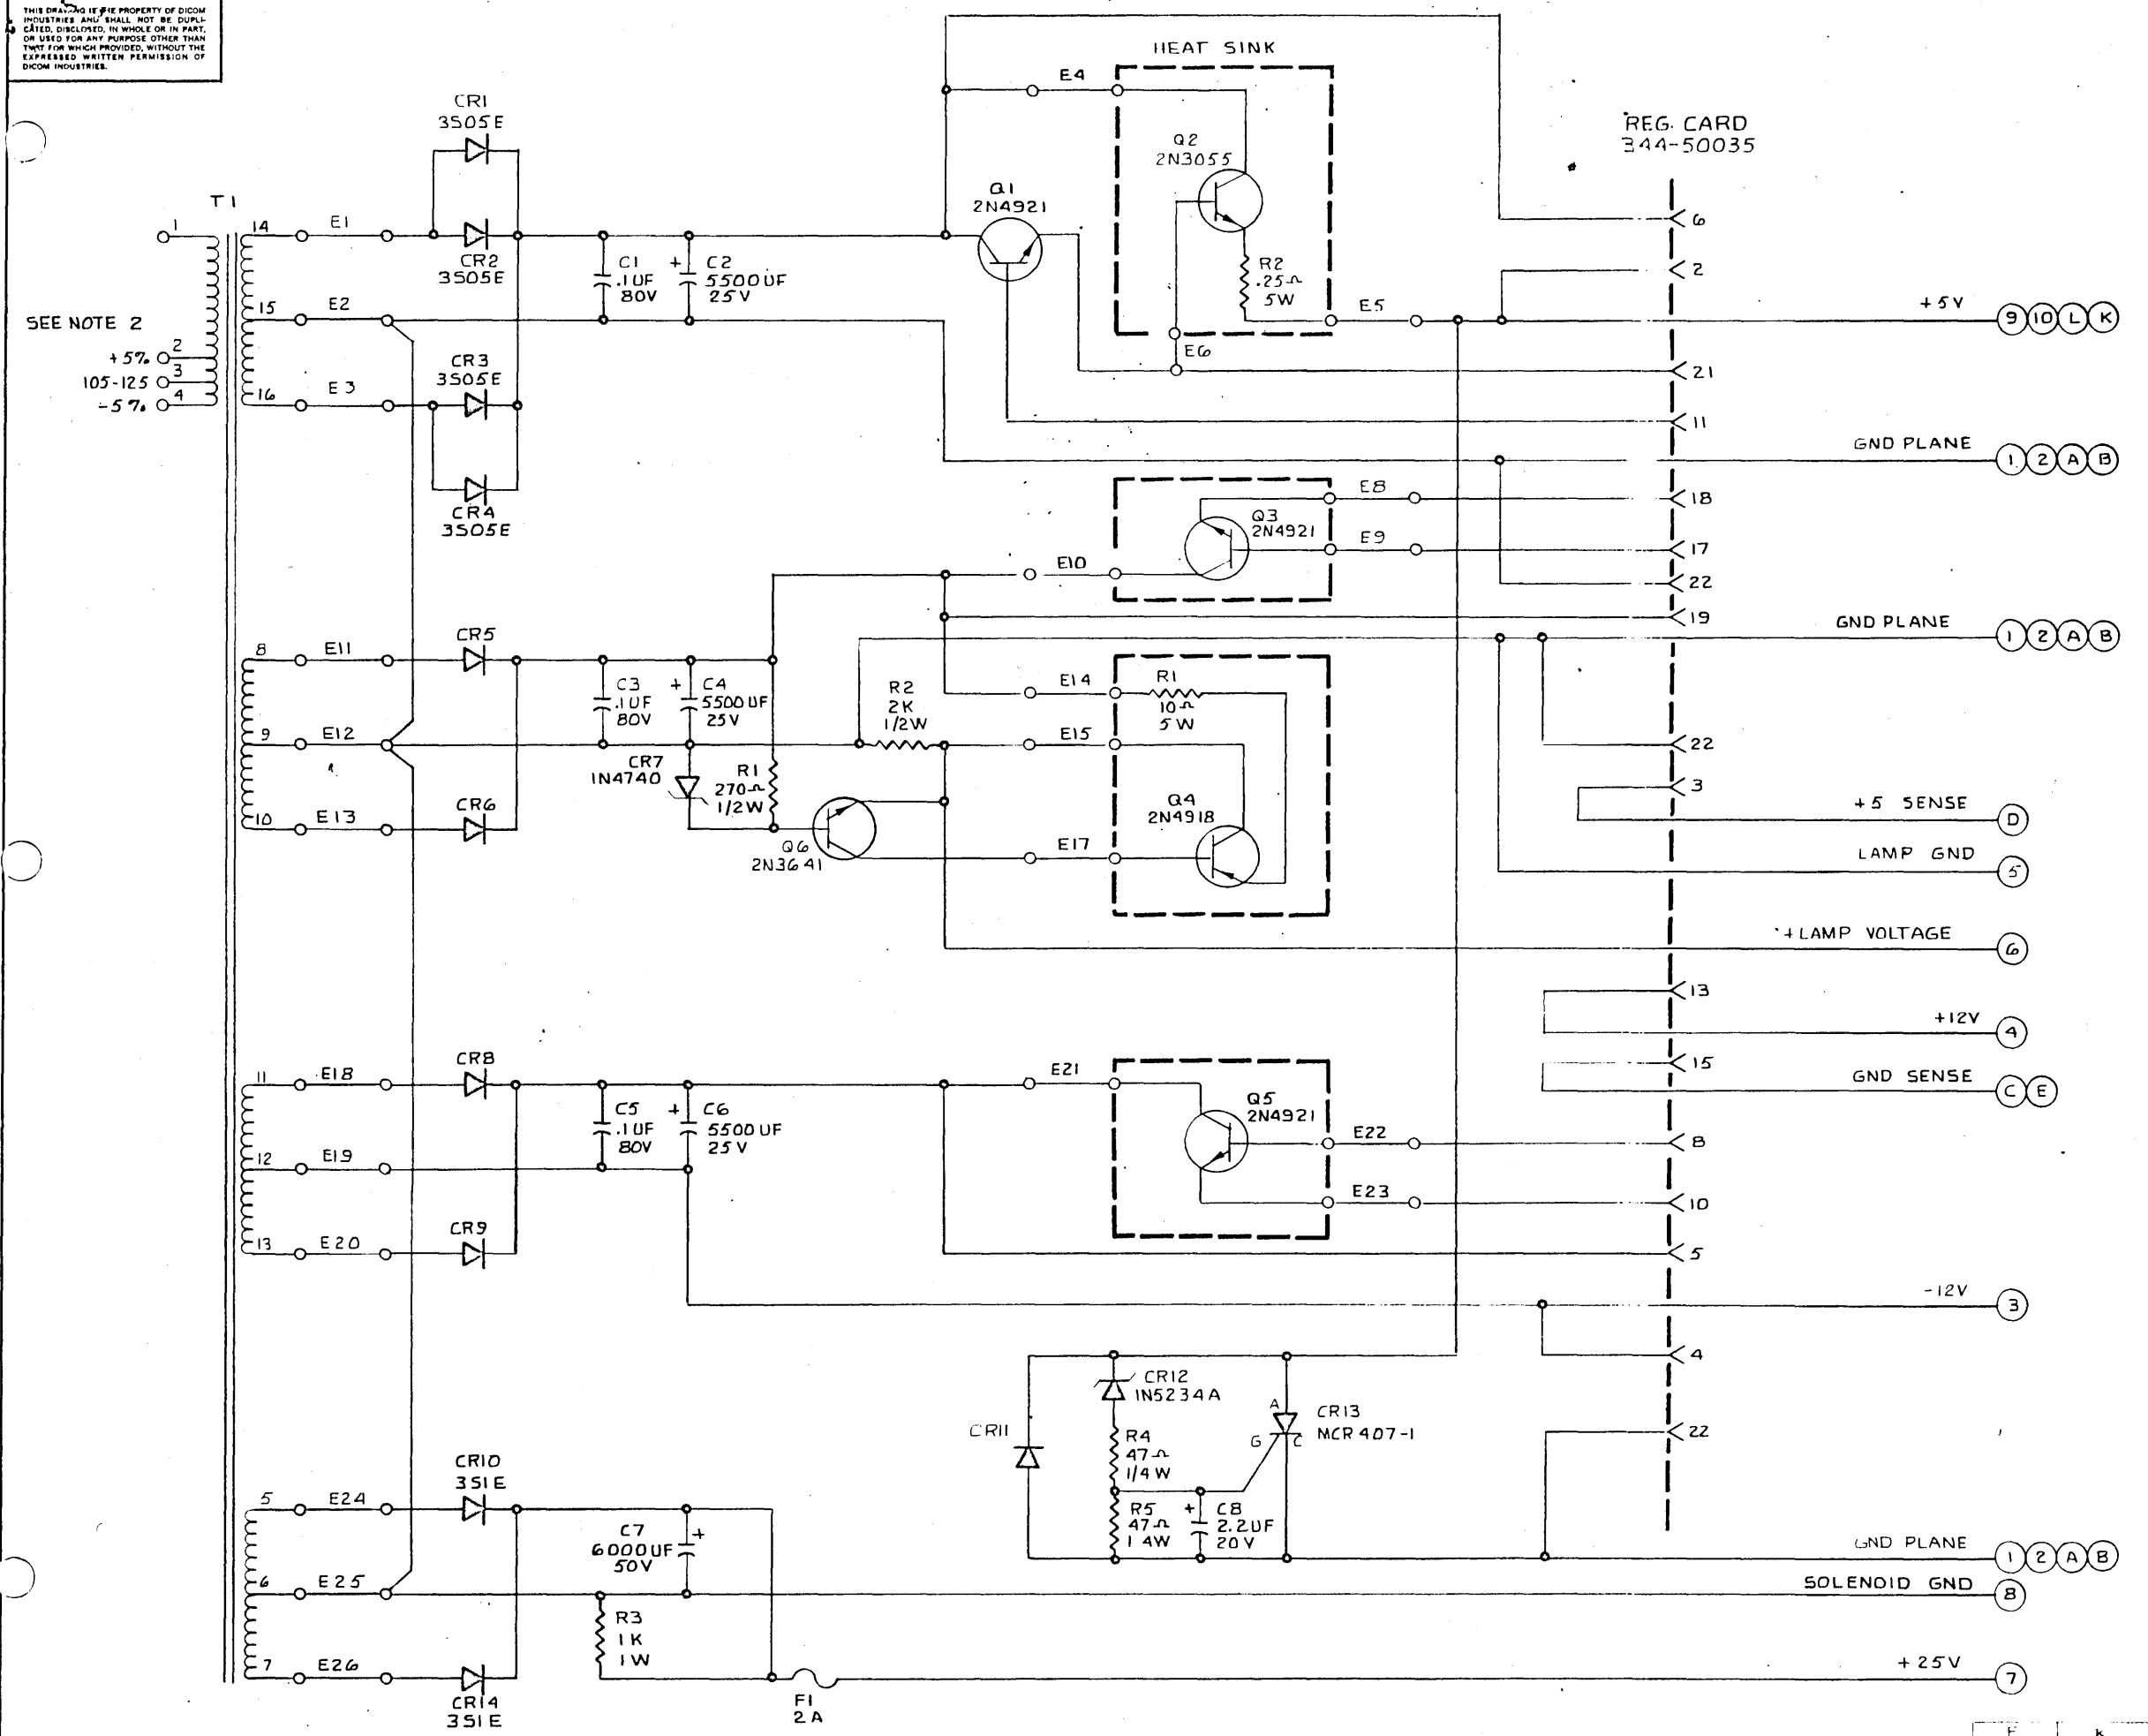 THIS DRAWING IS THE PROPERTY OF DICOM
INDUSTRIES AND SHALL NOT BE DUPLI-
CATED, DISCLOSED, IN WHOLE OR IN PART,
OR USED FOR ANY PURPOSE OTHER THAN
THAT FOR WHICH PROVIDED, WITHOUT THE
EXPRESSED WRITTEN PERMISSION OF
DICOM INDUSTRIES.
HEAT SINK
REG. CARD
344-50035
T1
SEE NOTE 2
1
2
+5%
3
105-125
4
-5%
14
E1
15
E2
16
E3
CR1
3S05E
CR2
3S05E
CR3
3S05E
CR4
3S05E
C1
.1UF
80V
+
C2
5500UF
25V
Q1
2N4921
E4
Q2
2N3055
R2
.25Ω
5W
E5
E6
6
2
+5V
9 10 L K
21
11
GND PLANE
1 2 A B
E8
18
Q3
2N4921
E9
17
E10
22
19
GND PLANE
1 2 A B
8
E11
9
E12
10
E13
CR5
CR6
C3
.1UF
80V
+
C4
5500UF
25V
CR7
1N4740
R1
270Ω
1/2W
R2
2K
1/2W
Q6
2N3641
E14
R1
10Ω
5W
E15
Q4
2N4918
E17
22
3
+5 SENSE
D
LAMP GND
5
+LAMP VOLTAGE
6
13
+12V
4
15
GND SENSE
C E
11
E18
12
E19
13
E20
CR8
CR9
C5
.1UF
80V
+
C6
5500UF
25V
E21
Q5
2N4921
E22
8
E23
10
5
-12V
3
4
CR11
CR12
1N5234A
R4
47Ω
1/4W
R5
47Ω
1 4W
+
C8
2.2UF
20V
A
G
C
CR13
MCR407-1
22
GND PLANE
1 2 A B
SOLENOID GND
8
5
E24
6
E25
7
E26
CR10
3S1E
CR14
3S1E
C7
6000UF
50V
+
R3
1K
1W
F1
2A
+25V
7